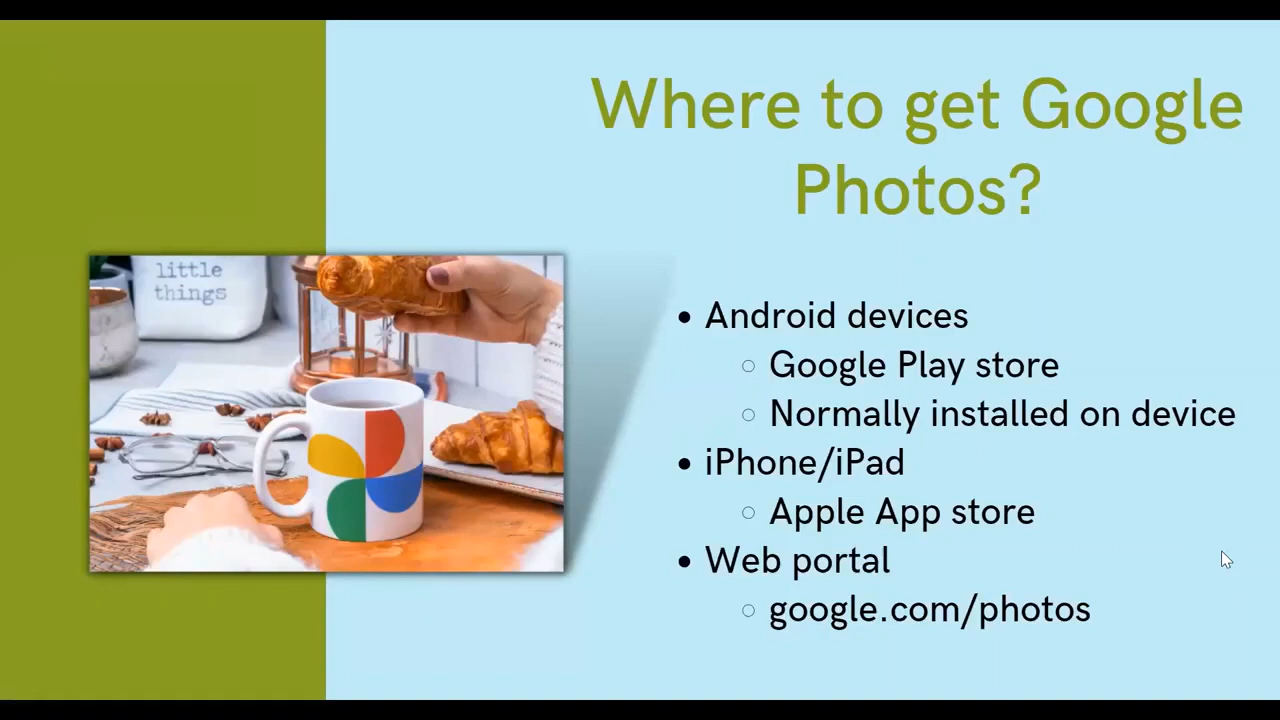 Where to get Google
Photos?
little
things
• Android devices
○ Google Play store
○ Normally installed on device
• iPhone/iPad
○ Apple App store
• Web portal
○ google.com/photos